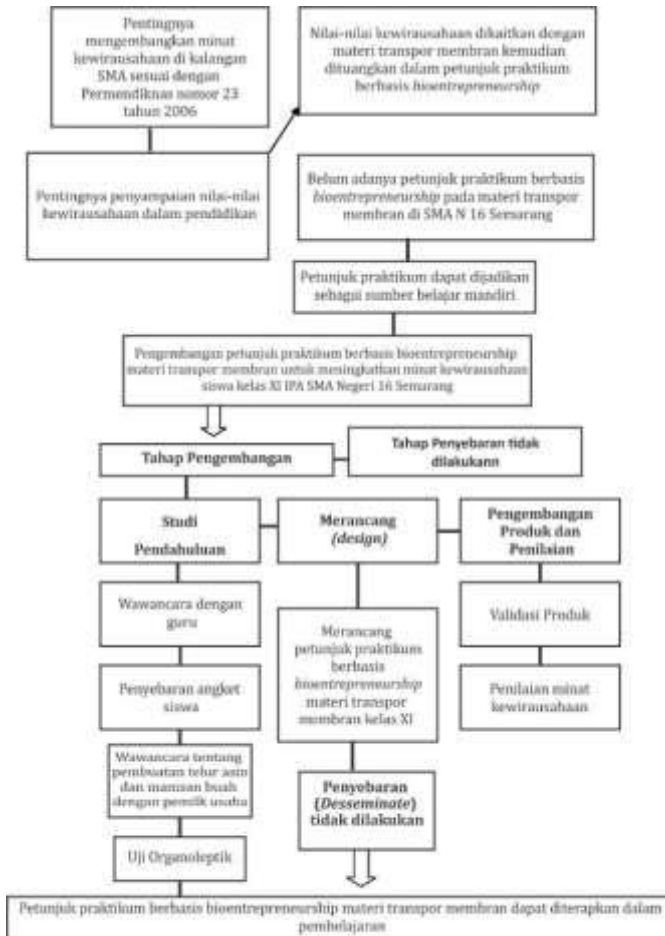 Pentingnya
mengembangkan minat
kewirausahaan di kalangan
SMA sesuai dengan
Permendiknas nomor 23
tahun 2006
Nilai-nilai kewirausahaan dikaitkan dengan
materi transpor membran kemudian
dituangkan dalam petunjuk praktikum
berbasis bioentrepreneurship
Pentingnya penyampaian nilai-nilai
kewirausahaan dalam pendidikan
Belum adanya petunjuk praktikum berbasis
bioentrepreneurship pada materi transpor
membran di SMA N 16 Semarang
Petunjuk praktikum dapat dijadikan
sebagai sumber belajar mandiri
Pengembangan petunjuk praktikum berbasis bioentrepreneurship
materi transpor membran untuk meningkatkan minat kewirausahaan
siswa kelas XI IPA SMA Negeri 16 Semarang
Tahap Pengembangan
Tahap Penyebaran tidak
dilakukann
Studi
Pendahuluan
Merancang
(design)
Pengembangan
Produk dan
Penilaian
Wawancara dengan
guru
Merancang
petunjuk praktikum
berbasis
bioentrepreneurship
materi transpor
membran kelas XI
Validasi Produk
Penyebaran angket
siswa
Penilaian minat
kewirausahaan
Wawancara tentang
pembuatan telur asin
dan manisan buah
dengan pemilk usaha
Penyebaran
(Desseminate)
tidak dilakukan
Uji Organoleptik
Petunjuk praktikum berbasis bioentrepreneurship materi transpor membran dapat diterapkan dalam
pembelajaran